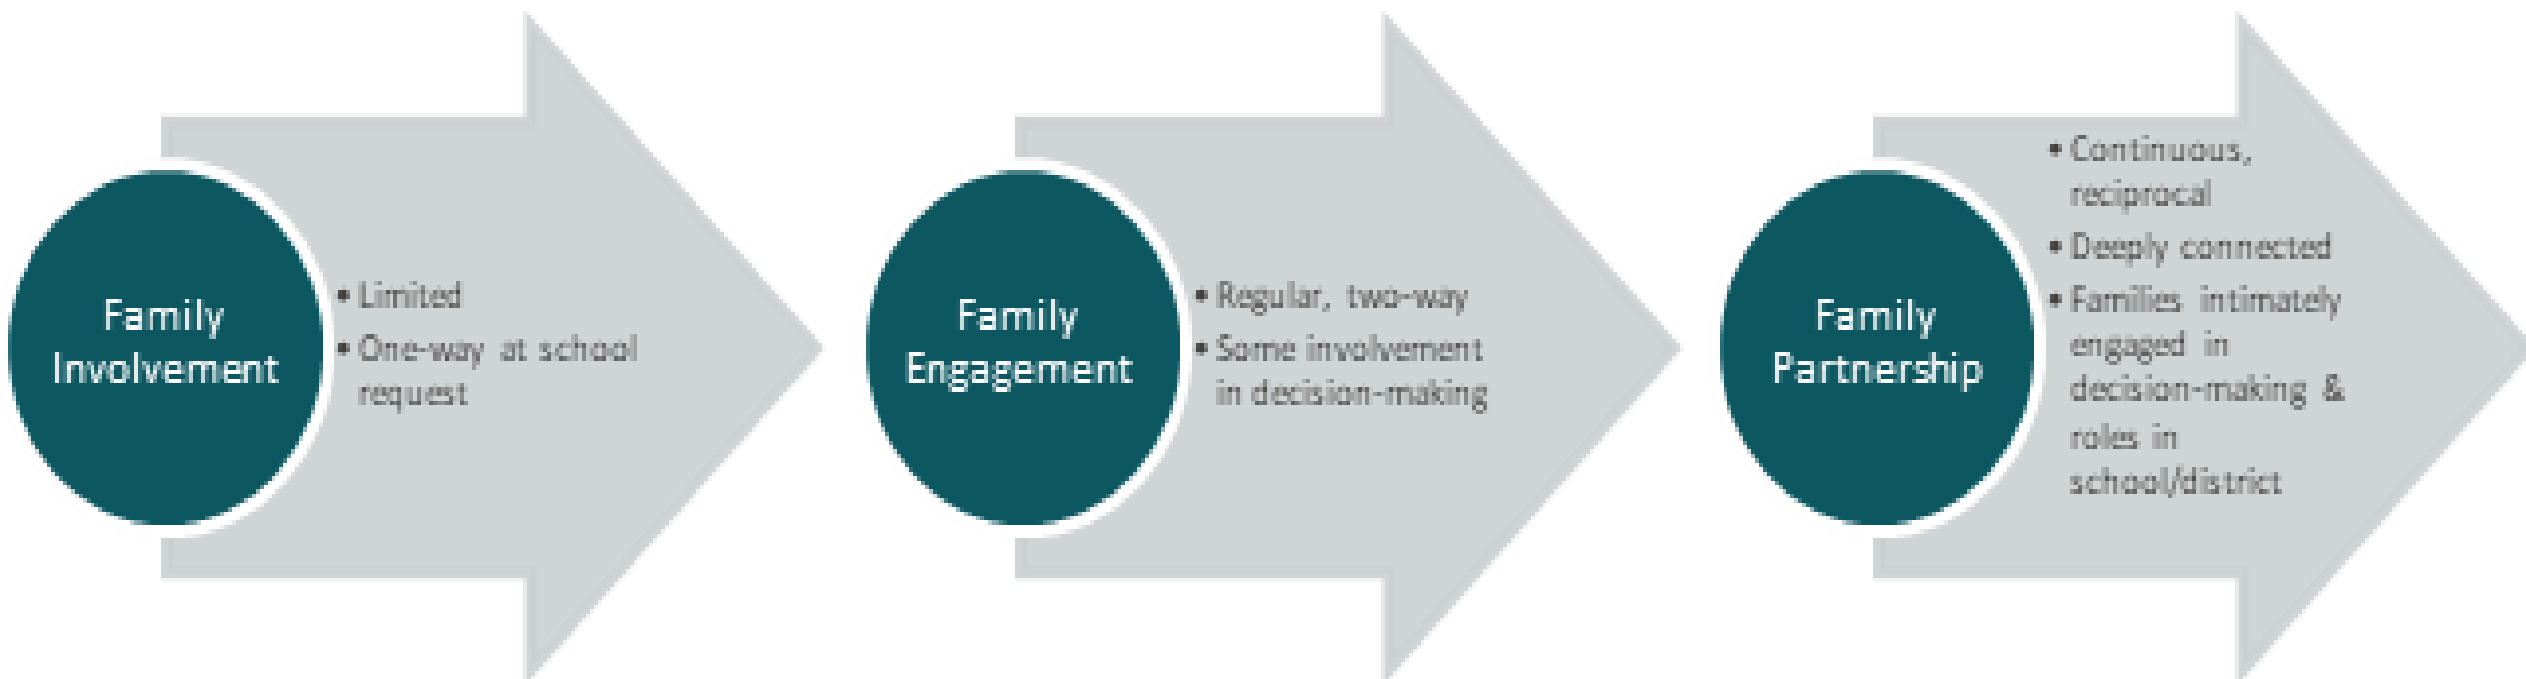 Family
Involvement
• Limited
• One-way at school
request
Family
Engagement
• Regular, two-way
• Some involvement
in decision-making
Family
Partnership
• Continuous,
reciprocal
• Deeply connected
• Families intimately
engaged in
decision-making &
roles in
school/district